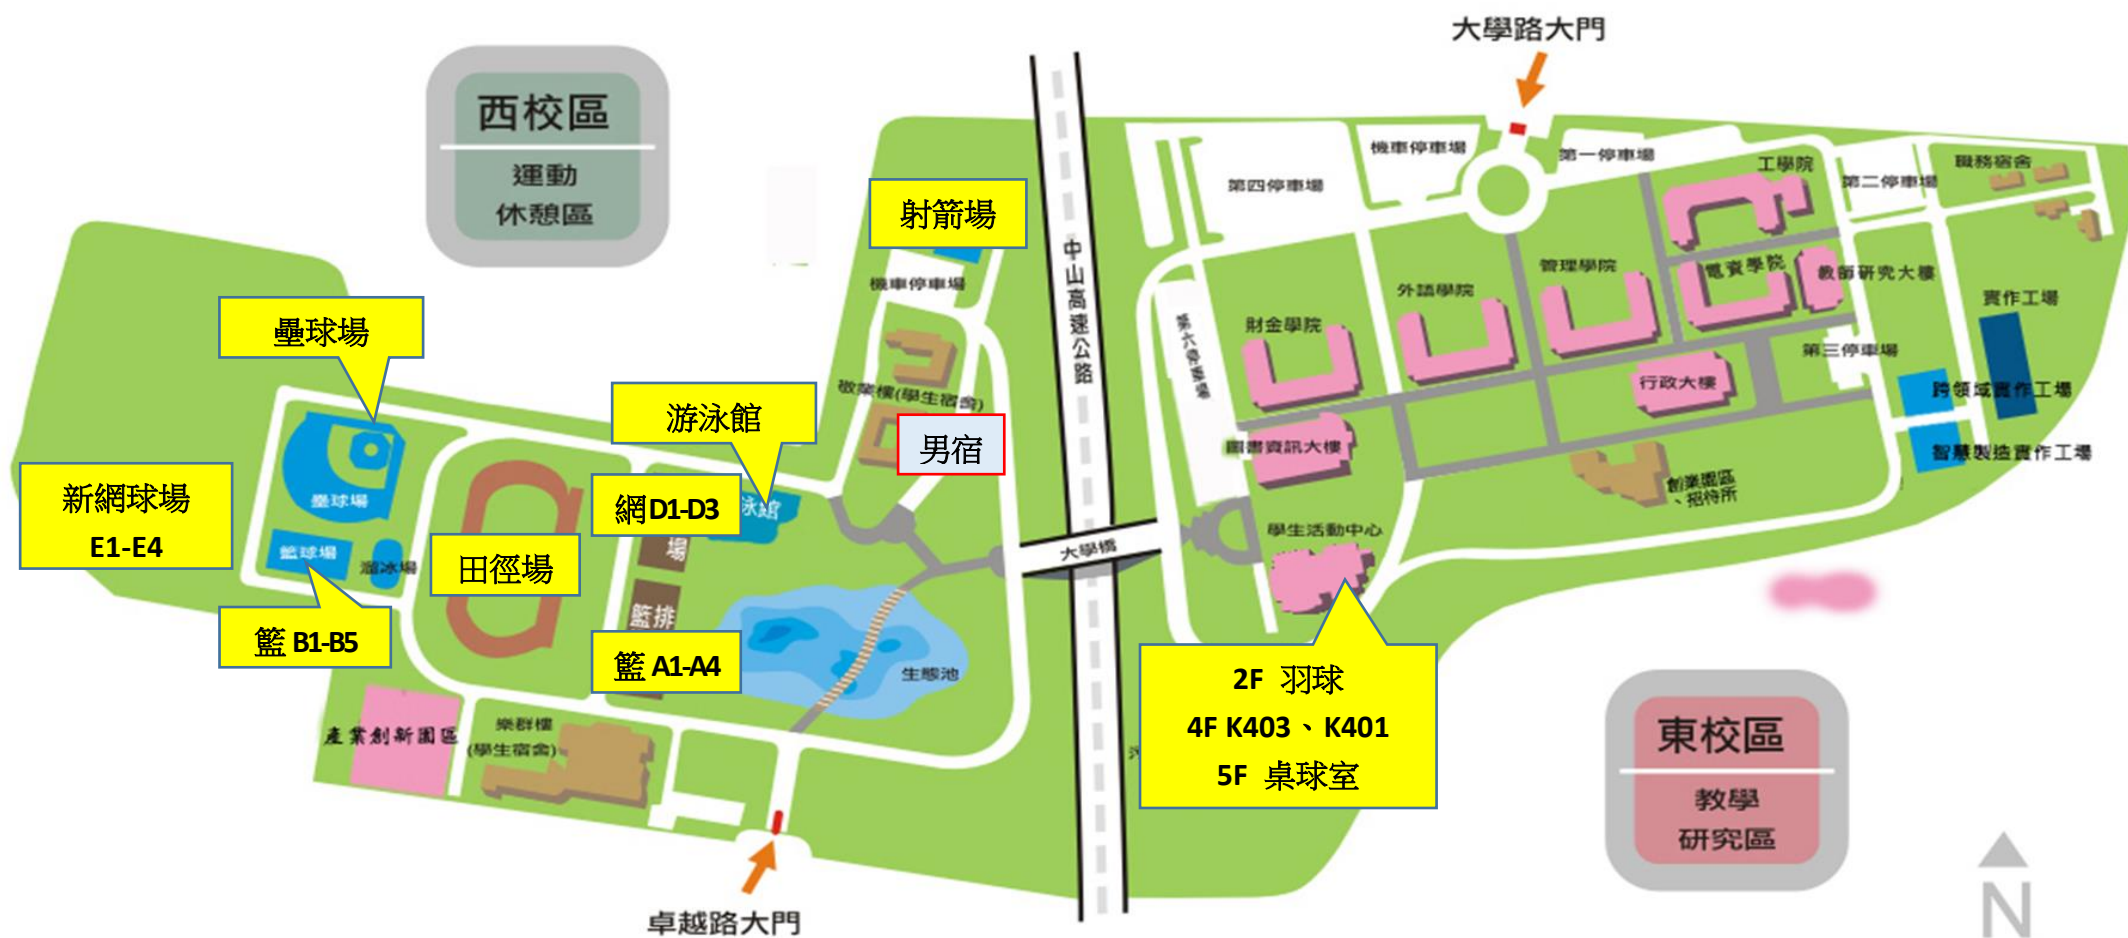 大學路大門
西校區
運動
休憩區
機車停車場
第一停車場
工學院
第二停車場
職務宿舍
第四停車場
射箭場
中山高速公路
機車停車場
管理學院
電資學院
教師研究大樓
外語學院
實作工場
壘球場
第六停車場
財金學院
第三停車場
敬業樓(學生宿舍)
行政大樓
跨領域實作工場
游泳館
男宿
圖書資訊大樓
智慧製造實作工場
新網球場
E1-E4
壘球場
網D1-D3
泳館
創業園區
、招待所
籃球場
溜冰場
田徑場
場
大學橋
學生活動中心
籃排
籃 B1-B5
籃 A1-A4
生態池
2F 羽球
4F K403、K401
5F 桌球室
產業創新園區
樂群樓
(學生宿舍)
東校區
教學
研究區
卓越路大門
N